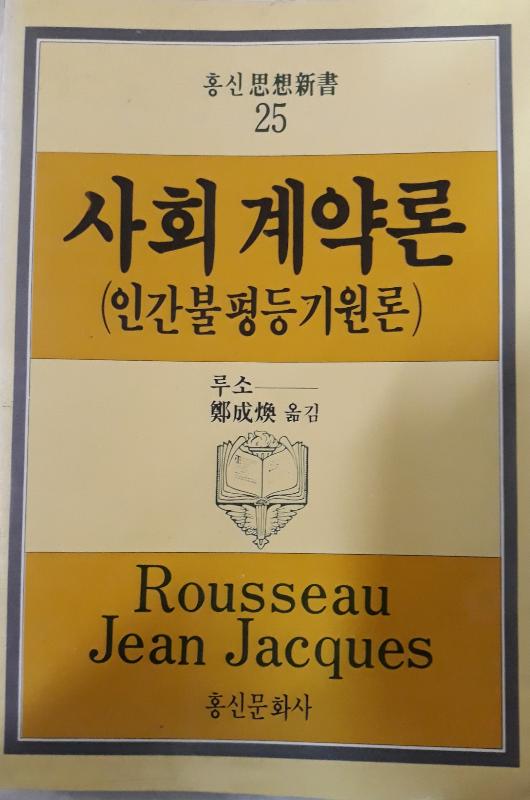 홍신 思想新書
25
사회 계약론
(인간불평등기원론)
루소
鄭成煥 옮김
Rousseau
Jean Jacques
홍신문화사